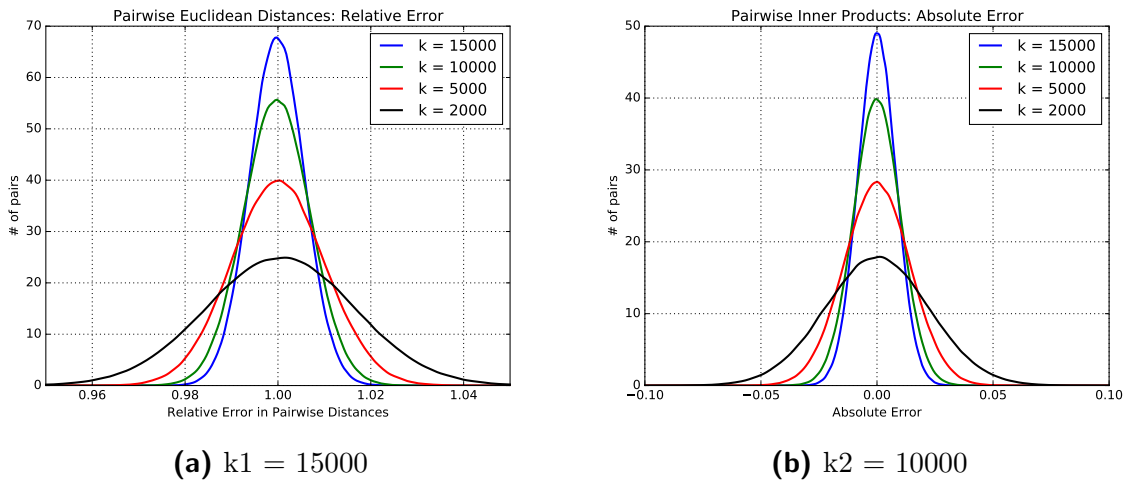 Pairwise Euclidean Distances: Relative Error
70
60
50
40
30
20
10
0
# of pairs
k = 15000
k = 10000
k = 5000
k = 2000
0.96 0.98 1.00 1.02 1.04
Relative Error in Pairwise Distances
(a) k1 = 15000
Pairwise Inner Products: Absolute Error
50
40
30
20
10
0
# of pairs
k = 15000
k = 10000
k = 5000
k = 2000
−0.10 −0.05 0.00 0.05 0.10
Absolute Error
(b) k2 = 10000